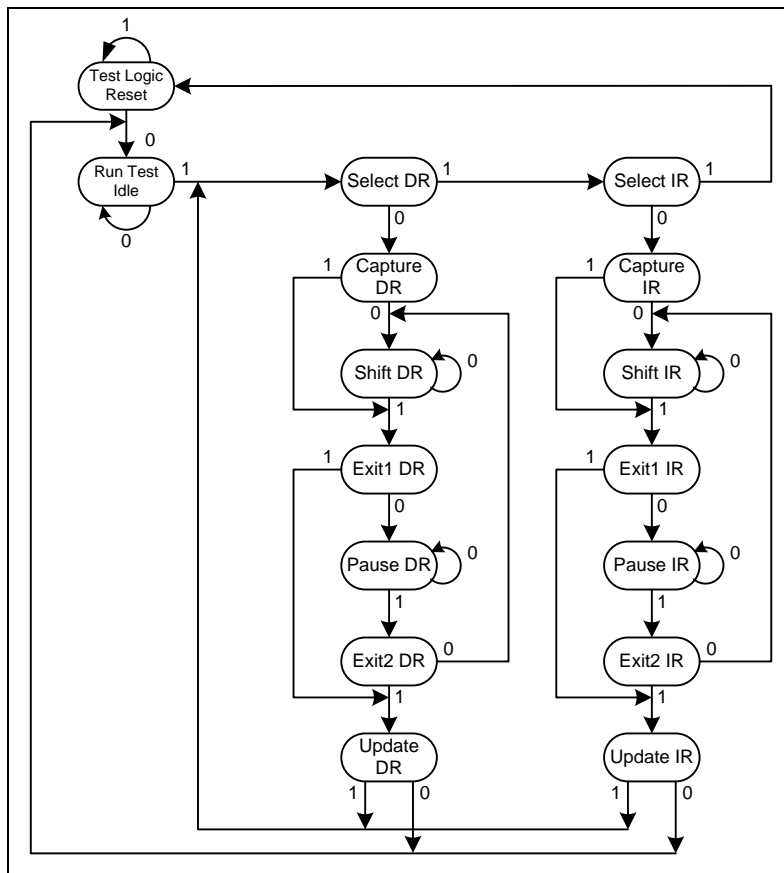 1
Test Logic
Reset
0
Run Test
Idle
1
0
Select DR
1
0
Select IR
1
0
Capture
DR
1
0
Capture
IR
1
0
Shift DR
0
1
Shift IR
0
1
Exit1 DR
1
0
Exit1 IR
1
0
Pause DR
0
1
Pause IR
0
1
Exit2 DR
0
1
Exit2 IR
0
1
Update
DR
1
0
Update IR
1
0